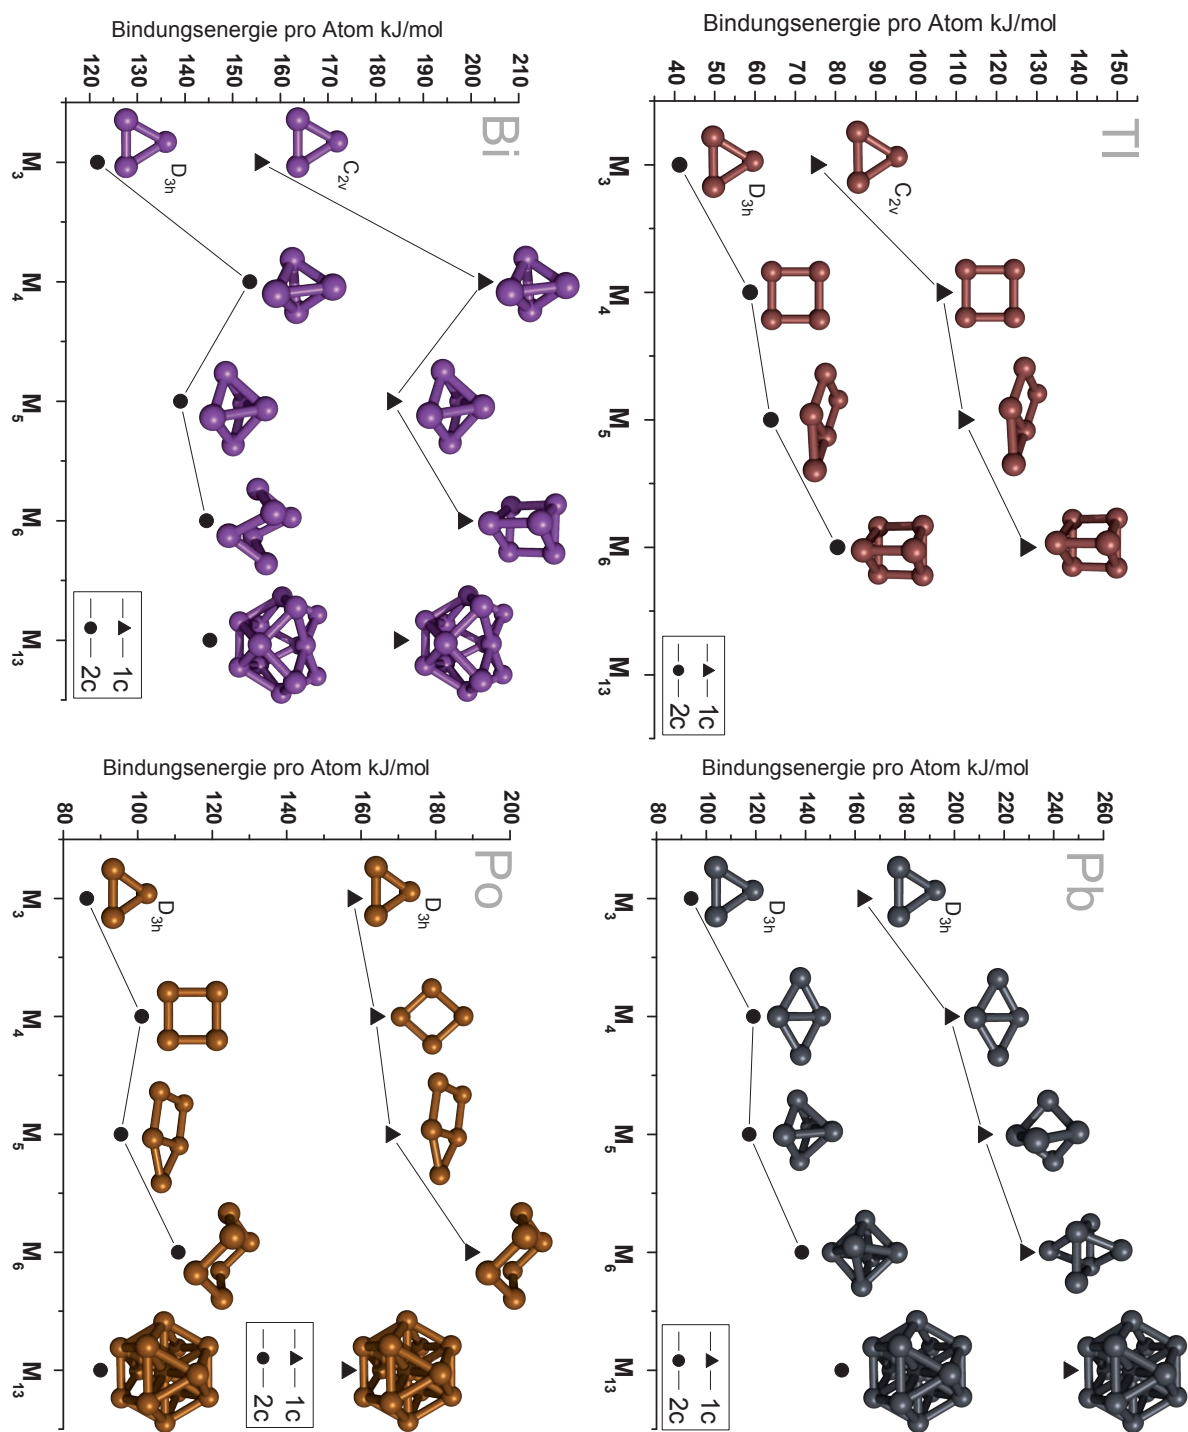 Tl
Bindungsenergie pro Atom kJ/mol
150
140
130
120
110
100
90
80
70
60
50
40
C2v
D3h
M3
M4
M5
M6
M13
1c
2c
Pb
Bindungsenergie pro Atom kJ/mol
260
240
220
200
180
160
140
120
100
80
D3h
D3h
M3
M4
M5
M6
M13
1c
2c
Bi
Bindungsenergie pro Atom kJ/mol
210
200
190
180
170
160
150
140
130
120
C2v
D3h
M3
M4
M5
M6
M13
1c
2c
Po
Bindungsenergie pro Atom kJ/mol
200
180
160
140
120
100
80
D3h
D3h
M3
M4
M5
M6
M13
1c
2c